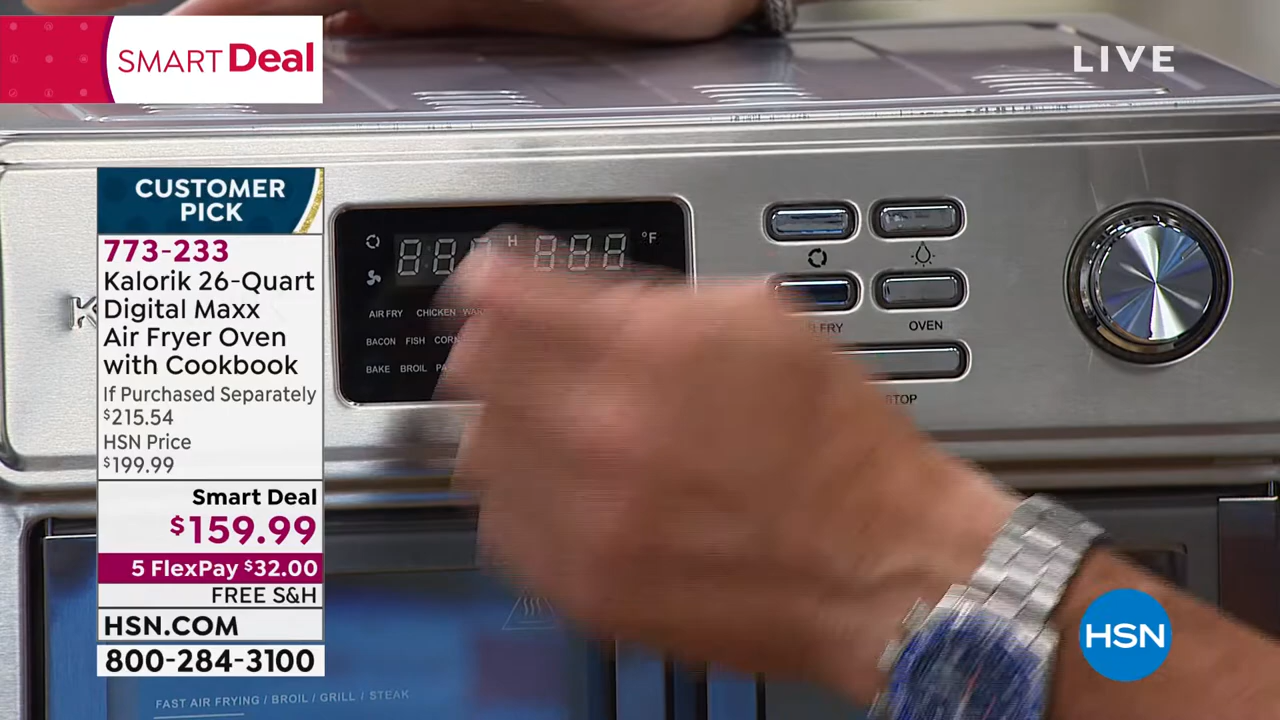 SMART Deal
LIVE
CUSTOMER
PICK
773-233
Kalorik 26-Quart
Digital Maxx
Air Fryer Oven
with Cookbook
If Purchased Separately
$215.54
HSN Price
$199.99
Smart Deal
$159.99
5 FlexPay $32.00
FREE S&H
HSN.COM
800-284-3100
H
°F
AIR FRY CHICKEN
BACON FISH
BAKE BROIL
FRY
OVEN
STOP
FAST AIR FRYING / BROIL / GRILL / STEAK
HSN